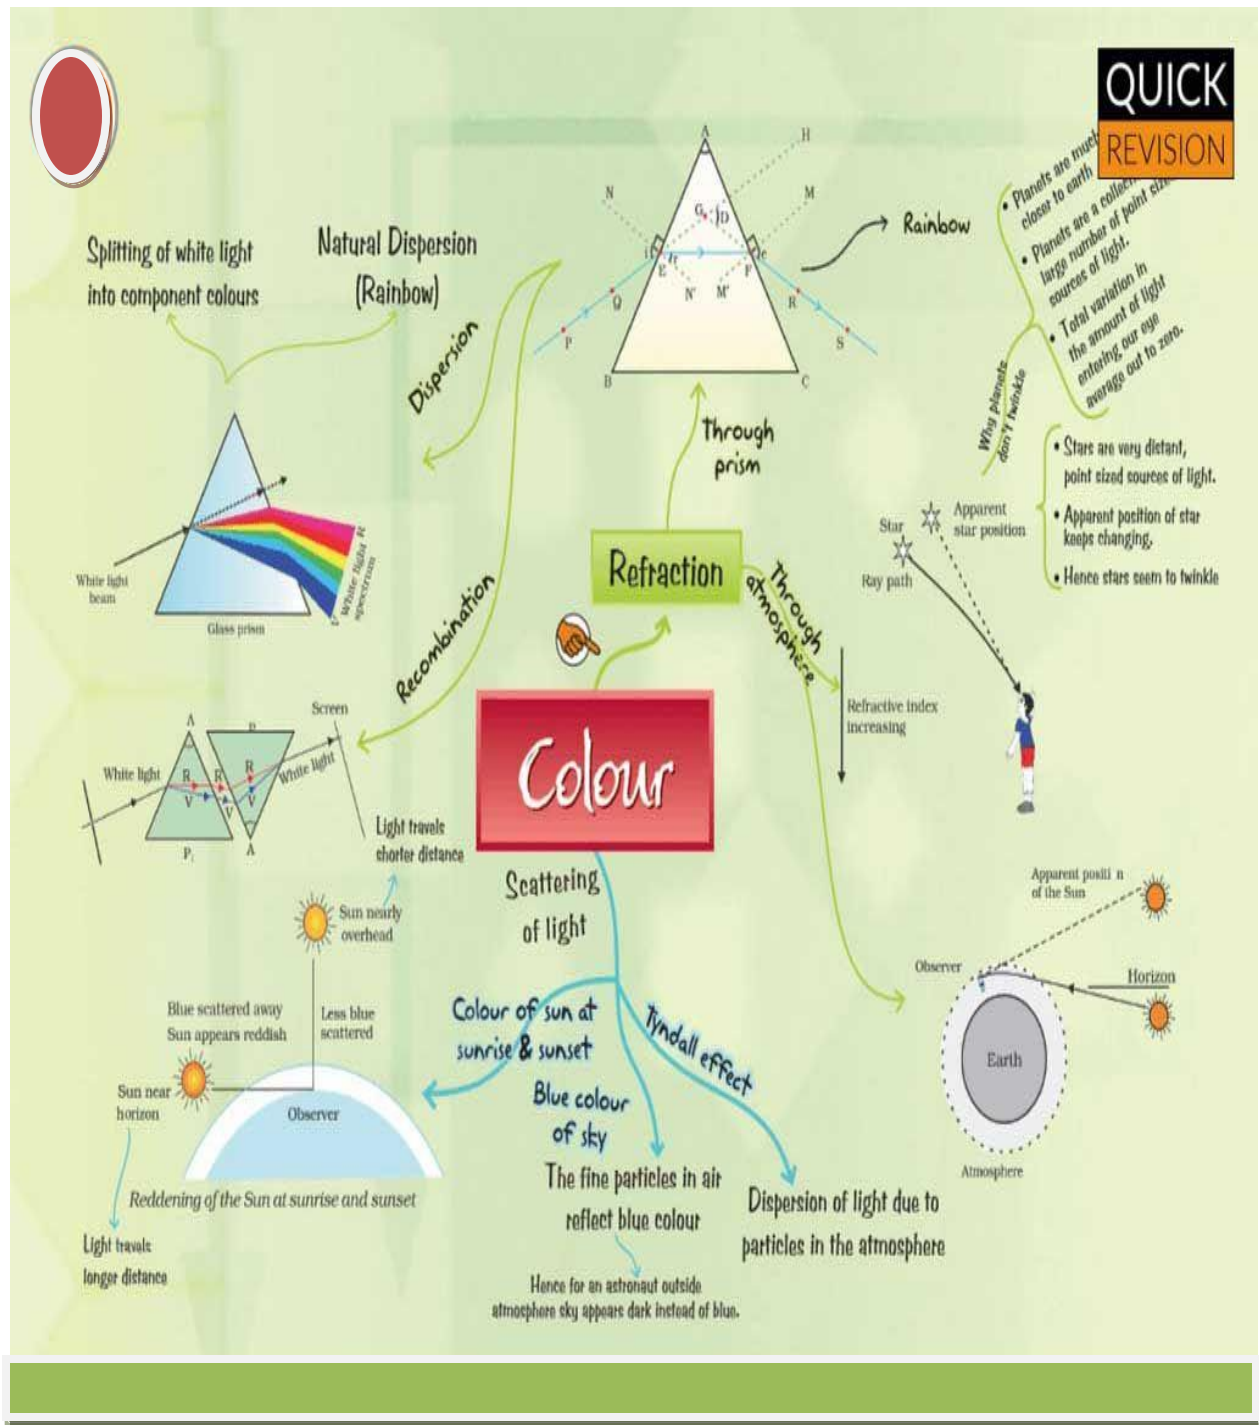 QUICK
REVISION
Planets are much
closer to earth
Planets are a
large number of point
sources of light.
Total variation in
the amount of light
entering our eye
average out to zero.
Why planets
don't twinkle
A
H
N
M
G
D
i
r
e
E
F
N'
M'
Q
R
P
S
B
C
Rainbow
Splitting of white light
into component colours
Natural Dispersion
(Rainbow)
Dispersion
Through
prism
Stars are very distant,
point sized sources of light.
Apparent position of star
keeps changing.
Hence stars seem to twinkle
Star
Apparent
star position
Ray path
White light
beam
Glass prism
R
White light
spectrum
V
Refraction
Recombination
Through
atmosphere
Refractive index
increasing
Colour
Screen
A
White light
R
R
R
V
V
V
White light
P
A
Light travels
shorter distance
Sun nearly
overhead
Scattering
of light
Apparent positi n
of the Sun
Observer
Horizon
Earth
Atmosphere
Blue scattered away
Sun appears reddish
Less blue
scattered
Sun near
horizon
Observer
Colour of sun at
sunrise & sunset
Tyndall effect
Blue colour
of sky
Reddening of the Sun at sunrise and sunset
The fine particles in air
reflect blue colour
Dispersion of light due to
particles in the atmosphere
Light travels
longer distance
Hence for an astronaut outside
atmosphere sky appears dark instead of blue.